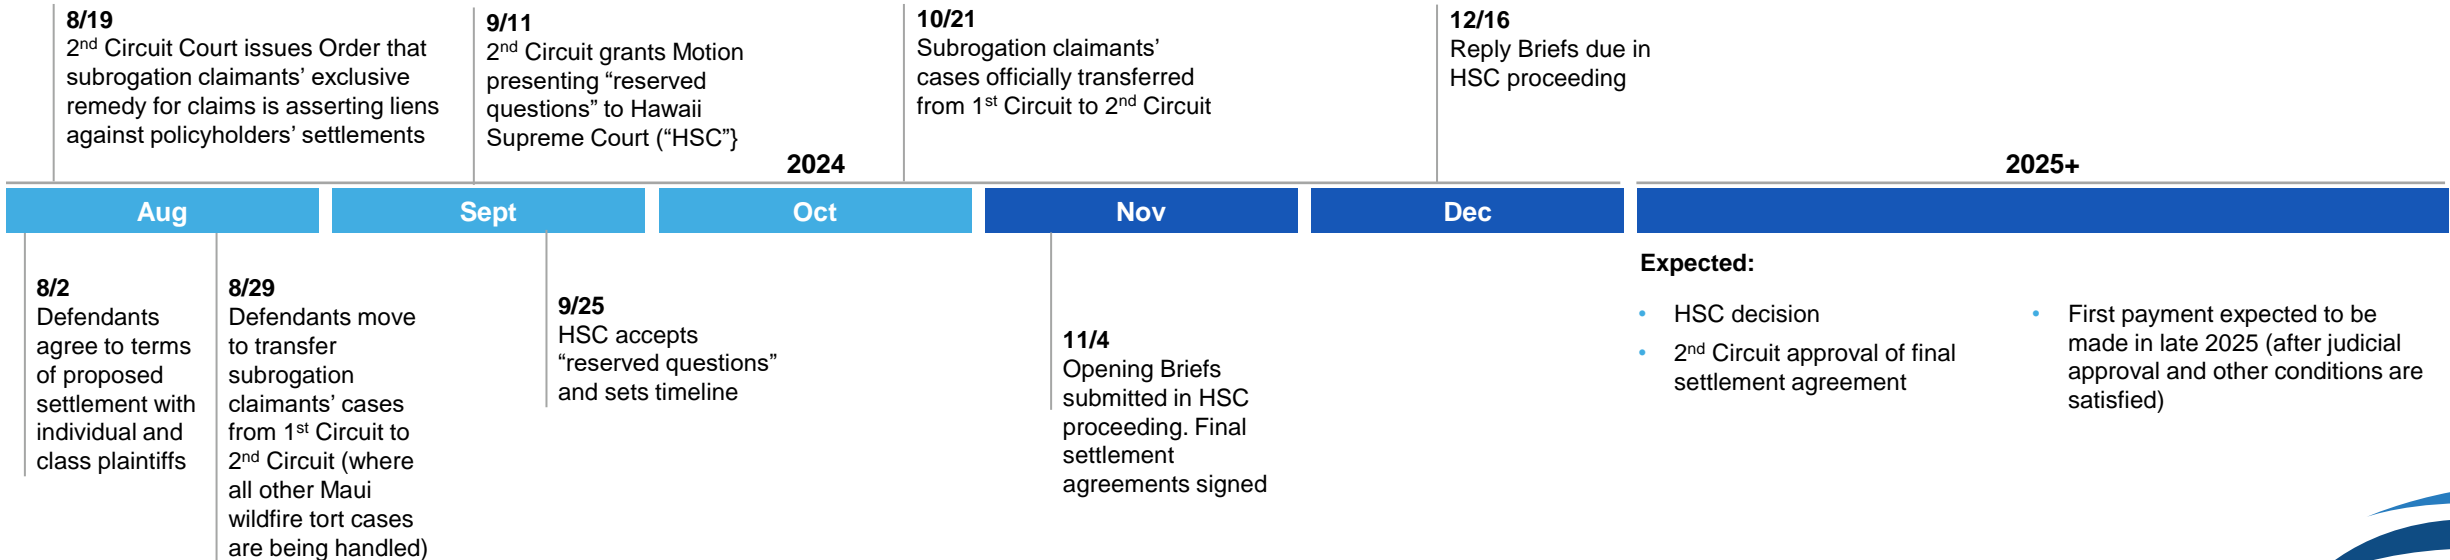 8/19
2nd Circuit Court issues Order that
subrogation claimants’ exclusive
remedy for claims is asserting liens
against policyholders’ settlements
9/11
2nd Circuit grants Motion
presenting “reserved
questions” to Hawaii
Supreme Court (“HSC”}
10/21
Subrogation claimants’
cases officially transferred
from 1st Circuit to 2nd Circuit
12/16
Reply Briefs due in
HSC proceeding
2024
2025+
Aug
Sept
Oct
Nov
Dec
8/2
Defendants
agree to terms
of proposed
settlement with
individual and
class plaintiffs
8/29
Defendants move
to transfer
subrogation
claimants’ cases
from 1st Circuit to
2nd Circuit (where
all other Maui
wildfire tort cases
are being handled)
9/25
HSC accepts
“reserved questions”
and sets timeline
11/4
Opening Briefs
submitted in HSC
proceeding. Final
settlement
agreements signed
Expected:
• HSC decision
• 2nd Circuit approval of final
settlement agreement
• First payment expected to be
made in late 2025 (after judicial
approval and other conditions are
satisfied)